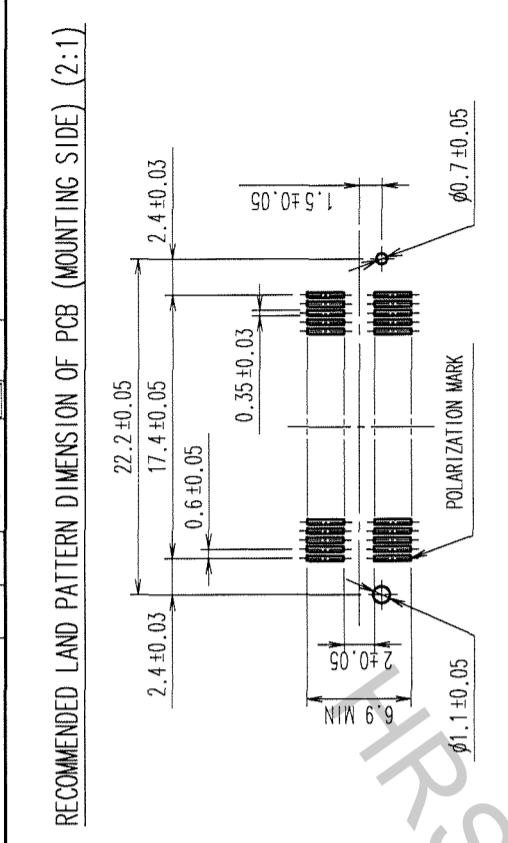 RECOMMENDED LAND PATTERN DIMENSION OF PCB (MOUNTING SIDE) (2:1)
22.2±0.05
2.4±0.03
17.4±0.05
2.4±0.03
0.6±0.05
0.35±0.03
1.5±0.05
2±0.05
6.9 MIN
POLARIZATION MARK
ø1.1±0.05
ø0.7±0.05
HRS